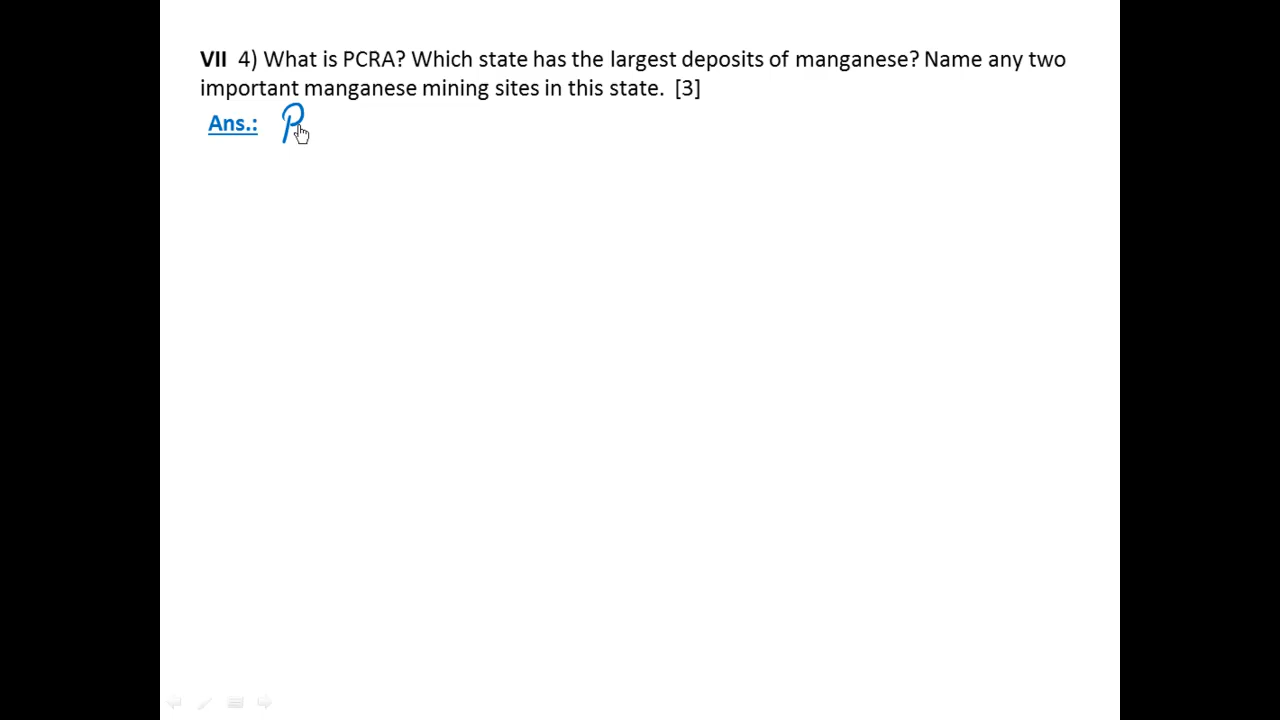 VII 4) What is PCRA? Which state has the largest deposits of manganese? Name any two
important manganese mining sites in this state. [3]
Ans.: P